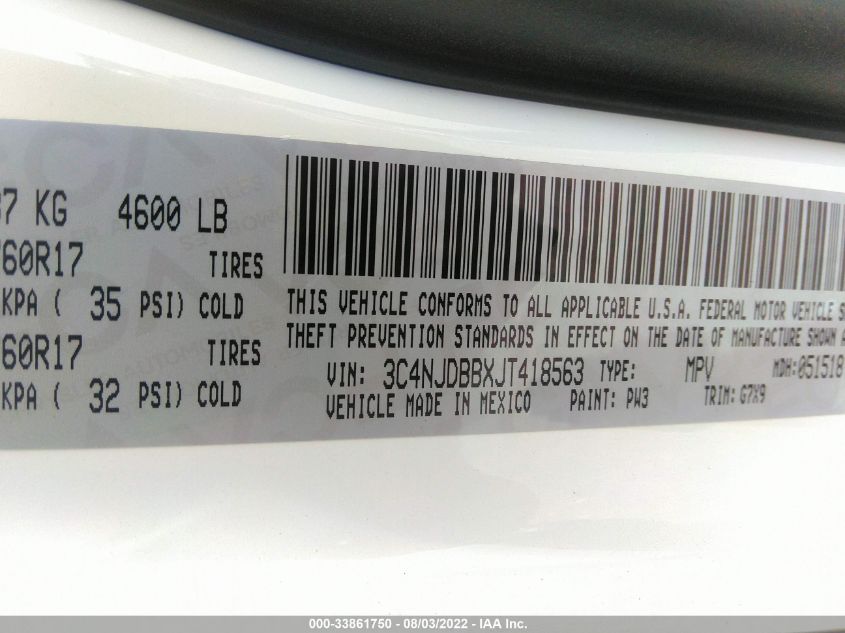 37 KG 4600 LB
60R17 TIRES
KPA ( 35 PSI) COLD
60R17 TIRES
KPA ( 32 PSI) COLD
THIS VEHICLE CONFORMS TO ALL APPLICABLE U.S.A. FEDERAL MOTOR VEHICLE S
THEFT PREVENTION STANDARDS IN EFFECT ON THE DATE OF MANUFACTURE SHOWN A
VIN: 3C4NJDBBXJT418563 TYPE: MPV MDH: 051518
VEHICLE MADE IN MEXICO PAINT: PW3 TRIM: G7X9
000-33861750 - 08/03/2022 - IAA Inc.